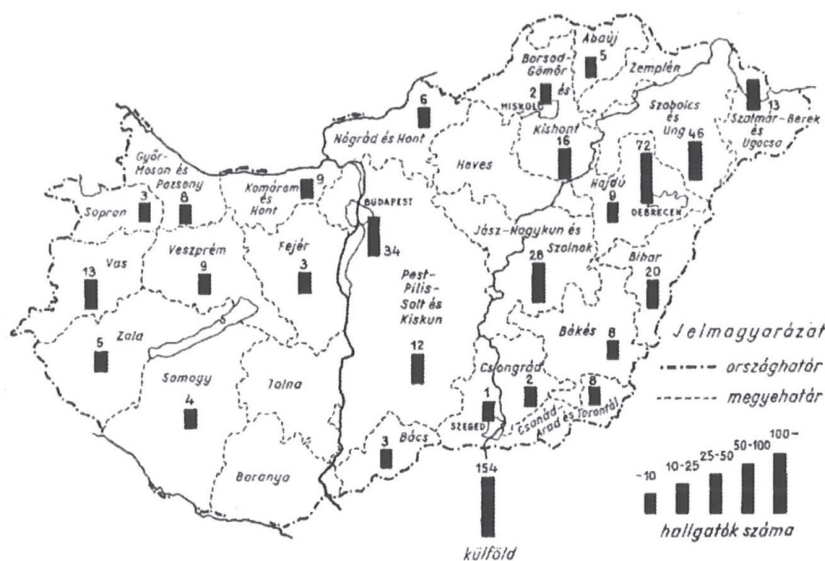 Abaúj
5
Borsod-
Gömör
és
Zemplén
2
MISKOLC
Kishont
16
6
Nógrád és Hont
Heves
Szabolcs
és
Ung
46
13
Szatmár-Bereg
és
Ugocsa
Győr-
Moson és
Pozsony
8
Sopron
3
Komárom
és
Hont
9
BUDAPEST
34
72
Hajdú
9
DEBRECEN
Jász-Nagykun és
Szolnok
28
Bihar
20
Vas
13
Veszprém
9
Fejér
3
Pest-
Pilis-
Solt és
Kiskun
12
Zala
5
Somogy
4
Tolna
Baranya
Bács
3
Csongrád
2
1
SZEGED
Békés
8
8
Csanád
Arad és Torontál
154
külföld
Jelmagyarázat
országhatár
megyehatár
-10
10-25
25-50
50-100
100-
hallgatók száma